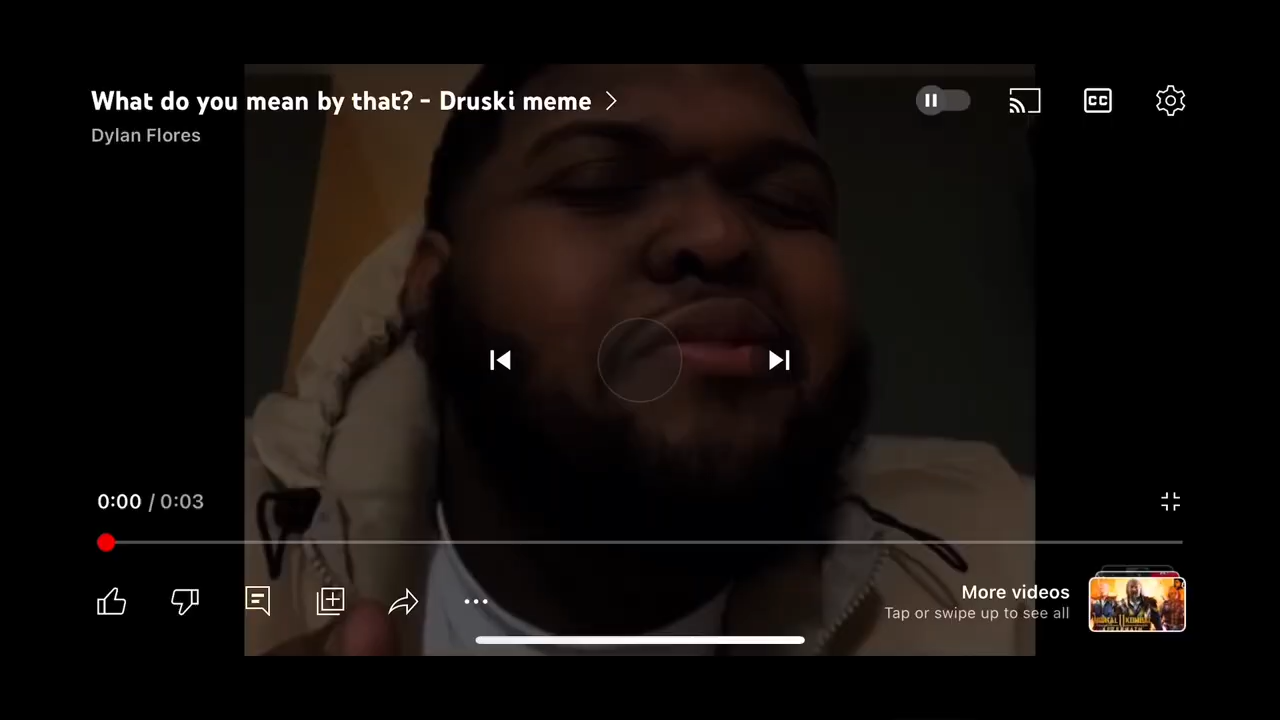 What do you mean by that? - Druski meme
Dylan Flores
CC
0:00 / 0:03
More videos
Tap or swipe up to see all